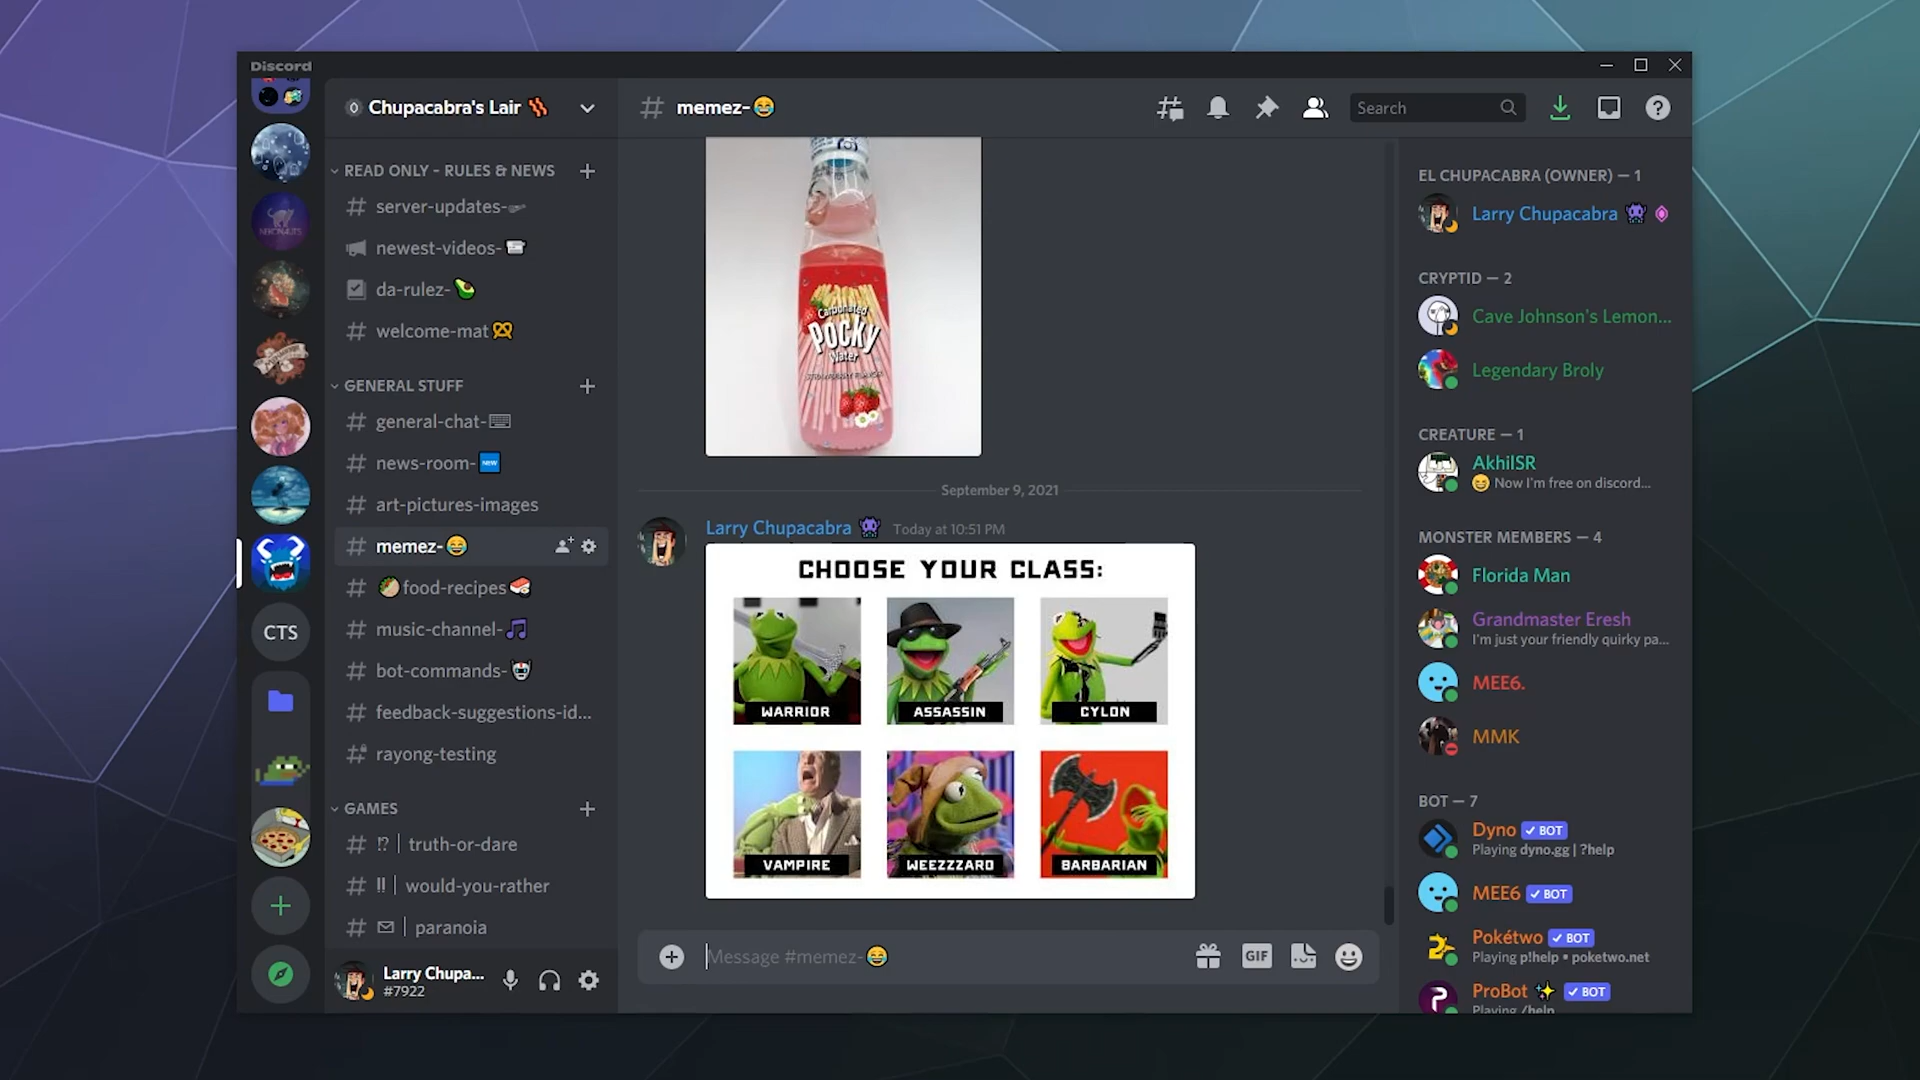 Discord
Chupacabra's Lair
READ ONLY - RULES & NEWS
server-updates-
newest-videos-
da-rulez-
welcome-mat
GENERAL STUFF
general-chat-
news-room-
NEW
art-pictures-images
memez-😂
food-recipes
music-channel-🎵
bot-commands-
feedback-suggestions-id...
rayong-testing
GAMES
⁉ | truth-or-dare
‼ | would-you-rather
✉ | paranoia
Larry Chupa...
#7922
CTS
# memez-😂
Search
Carbonated
POCKY
Water
September 9, 2021
Larry Chupacabra 👾 Today at 10:51 PM
CHOOSE YOUR CLASS:
WARRIOR
ASSASSIN
CYLON
VAMPIRE
WEEZZZARD
BARBARIAN
Message #memez-😂
GIF
EL CHUPACABRA (OWNER) — 1
Larry Chupacabra 👾
CRYPTID — 2
Cave Johnson's Lemon...
Legendary Broly
CREATURE — 1
AkhilSR
😄 Now I'm free on discord...
MONSTER MEMBERS — 4
Florida Man
Grandmaster Eresh
I'm just your friendly quirky pa...
MEE6.
MMK
BOT — 7
Dyno ✓ BOT
Playing dyno.gg | ?help
MEE6 ✓ BOT
Pokétwo ✓ BOT
Playing p!help • poketwo.net
ProBot ✨ ✓ BOT
Playing /help